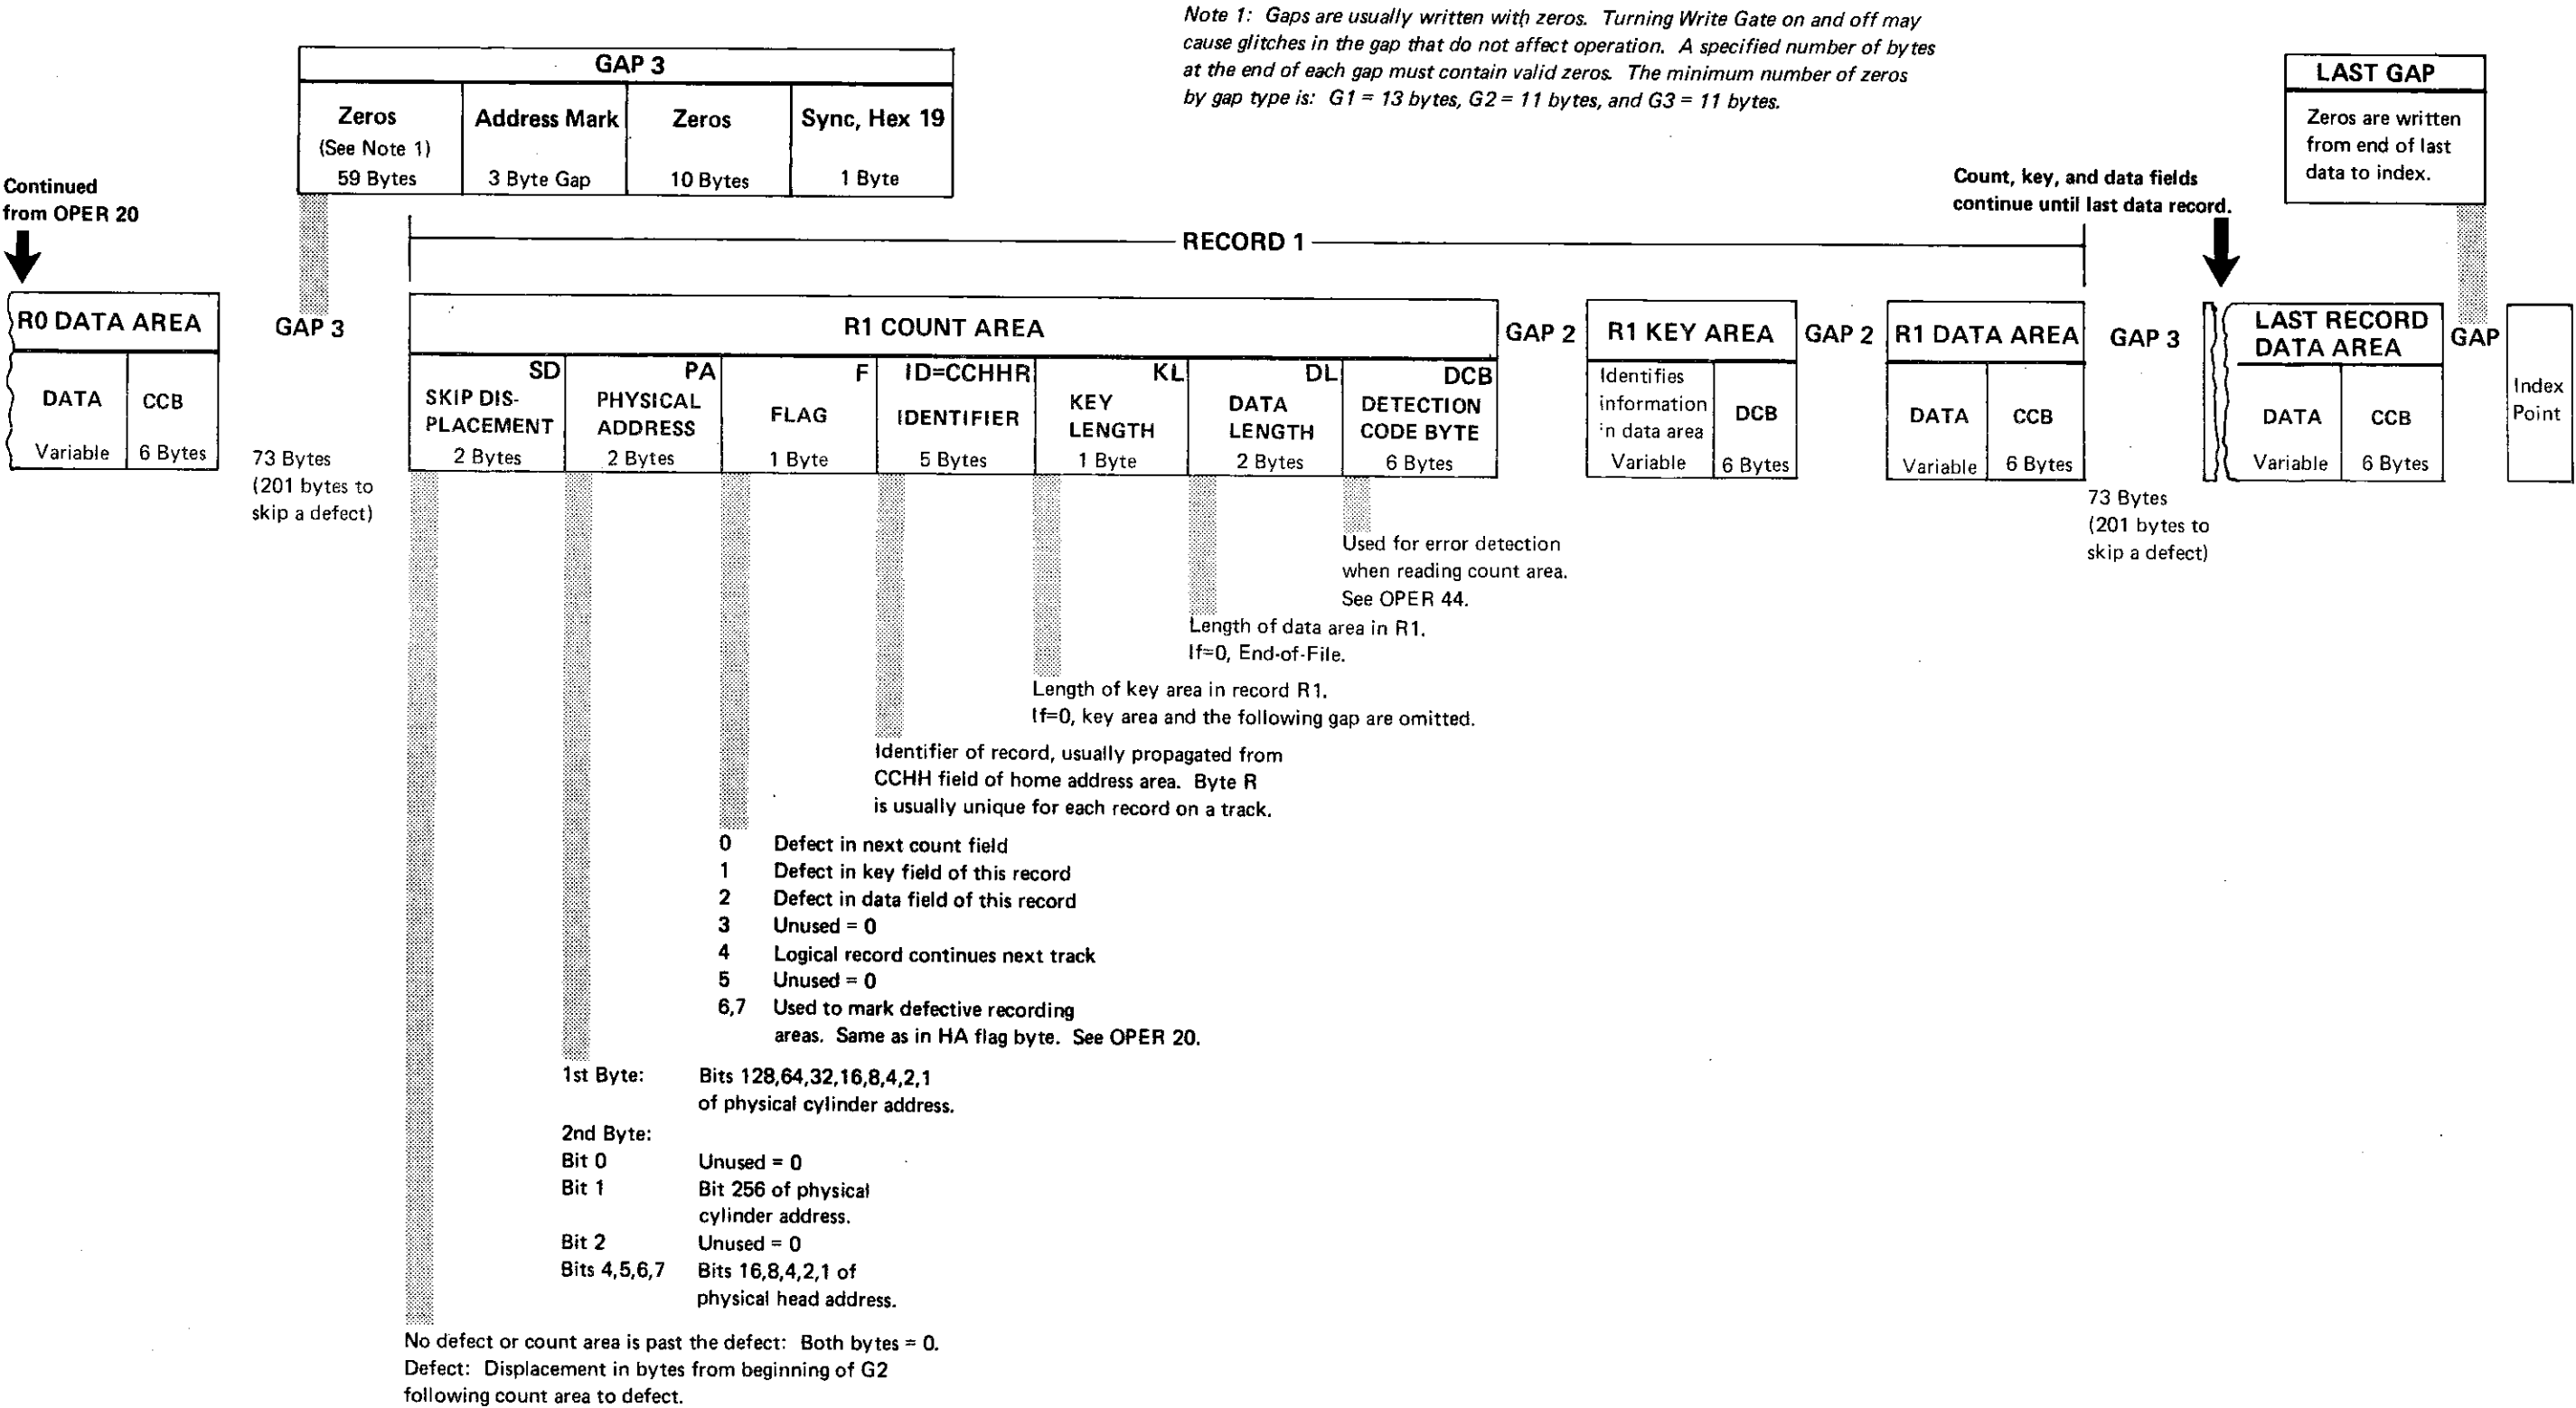 Note 1: Gaps are usually written with zeros. Turning Write Gate on and off may
cause glitches in the gap that do not affect operation. A specified number of bytes
at the end of each gap must contain valid zeros. The minimum number of zeros
by gap type is: G1 = 13 bytes, G2 = 11 bytes, and G3 = 11 bytes.
GAP 3
Zeros
(See Note 1)
59 Bytes
Address Mark
3 Byte Gap
Zeros
10 Bytes
Sync, Hex 19
1 Byte
LAST GAP
Zeros are written
from end of last
data to index.
Continued
from OPER 20
Count, key, and data fields
continue until last data record.
RECORD 1
R0 DATA AREA
DATA
Variable
CCB
6 Bytes
GAP 3
73 Bytes
(201 bytes to
skip a defect)
R1 COUNT AREA
SD
SKIP DIS-
PLACEMENT
2 Bytes
PA
PHYSICAL
ADDRESS
2 Bytes
F
FLAG
1 Byte
ID=CCHHR
IDENTIFIER
5 Bytes
KL
KEY
LENGTH
1 Byte
DL
DATA
LENGTH
2 Bytes
DCB
DETECTION
CODE BYTE
6 Bytes
GAP 2
R1 KEY AREA
Identifies
information
in data area
Variable
DCB
6 Bytes
GAP 2
R1 DATA AREA
DATA
Variable
CCB
6 Bytes
GAP 3
73 Bytes
(201 bytes to
skip a defect)
LAST RECORD
DATA AREA
DATA
Variable
CCB
6 Bytes
GAP
Index
Point
Used for error detection
when reading count area.
See OPER 44.
Length of data area in R1.
If=0, End-of-File.
Length of key area in record R1.
If=0, key area and the following gap are omitted.
Identifier of record, usually propagated from
CCHH field of home address area. Byte R
is usually unique for each record on a track.
0 Defect in next count field
1 Defect in key field of this record
2 Defect in data field of this record
3 Unused = 0
4 Logical record continues next track
5 Unused = 0
6,7 Used to mark defective recording
areas. Same as in HA flag byte. See OPER 20.
1st Byte: Bits 128,64,32,16,8,4,2,1
of physical cylinder address.
2nd Byte:
Bit 0 Unused = 0
Bit 1 Bit 256 of physical
cylinder address.
Bit 2 Unused = 0
Bits 4,5,6,7 Bits 16,8,4,2,1 of
physical head address.
No defect or count area is past the defect: Both bytes = 0.
Defect: Displacement in bytes from beginning of G2
following count area to defect.